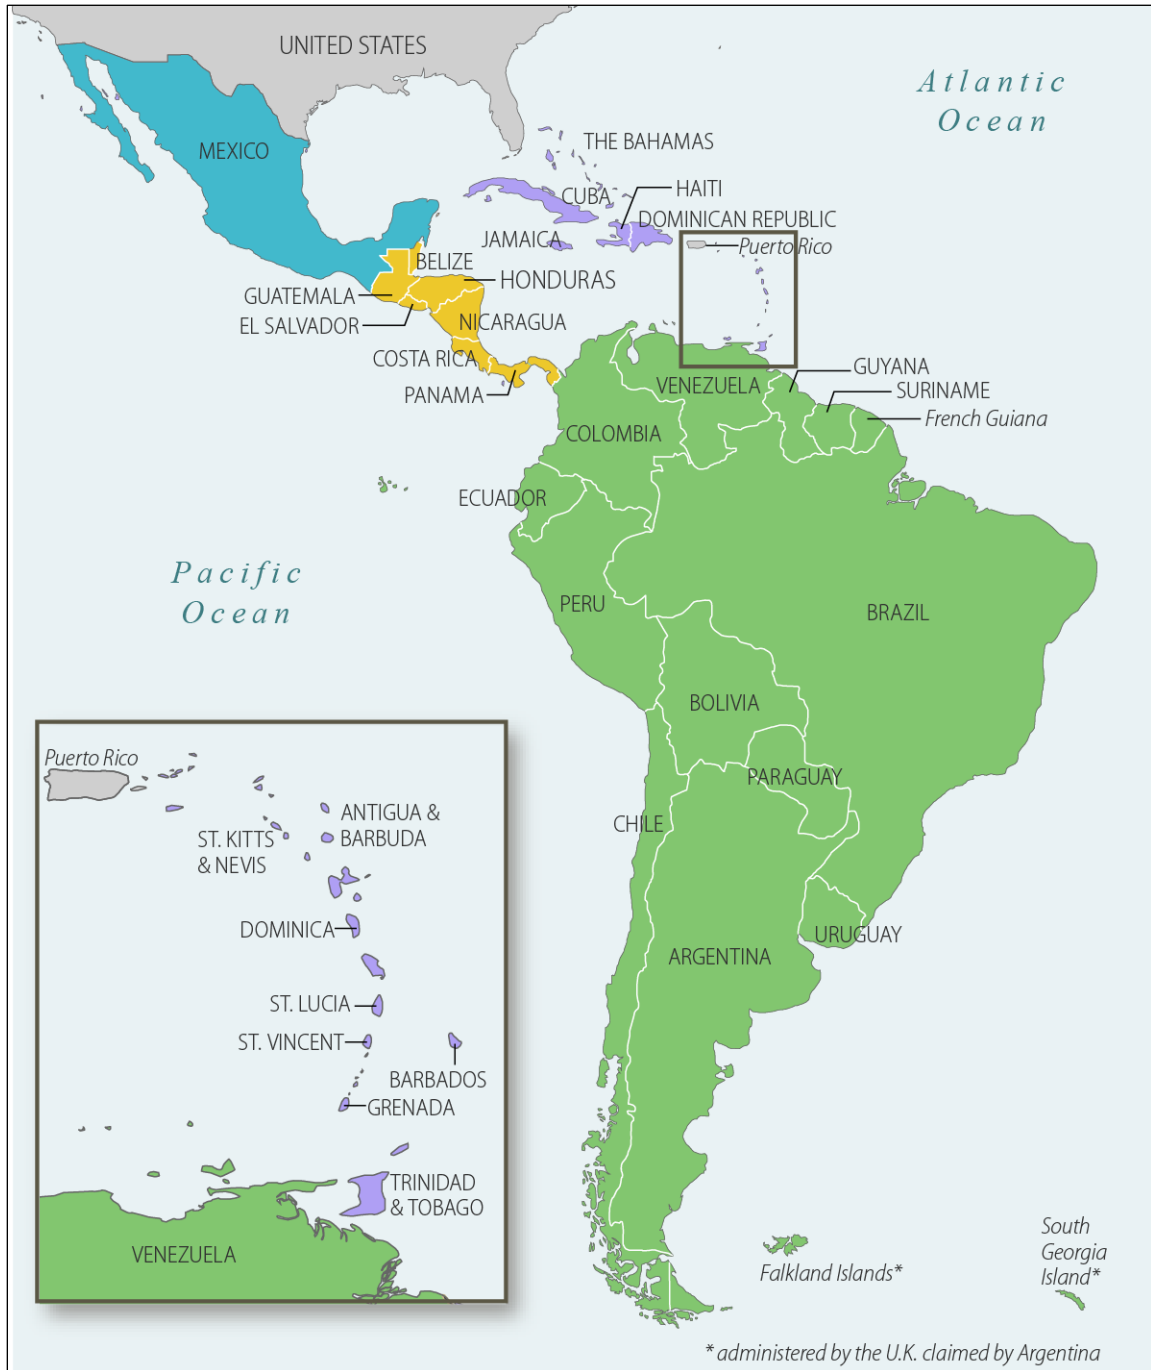 UNITED STATES
Atlantic
Ocean
MEXICO
THE BAHAMAS
CUBA
HAITI
DOMINICAN REPUBLIC
JAMAICA
Puerto Rico
BELIZE
HONDURAS
GUATEMALA
EL SALVADOR
NICARAGUA
COSTA RICA
PANAMA
VENEZUELA
GUYANA
SURINAME
French Guiana
COLOMBIA
ECUADOR
Pacific
Ocean
PERU
BRAZIL
BOLIVIA
PARAGUAY
CHILE
URUGUAY
ARGENTINA
Puerto Rico
ANTIGUA &
BARBUDA
ST. KITTS
& NEVIS
DOMINICA
ST. LUCIA
ST. VINCENT
BARBADOS
GRENADA
TRINIDAD
& TOBAGO
VENEZUELA
Falkland Islands*
South
Georgia
Island*
* administered by the U.K. claimed by Argentina